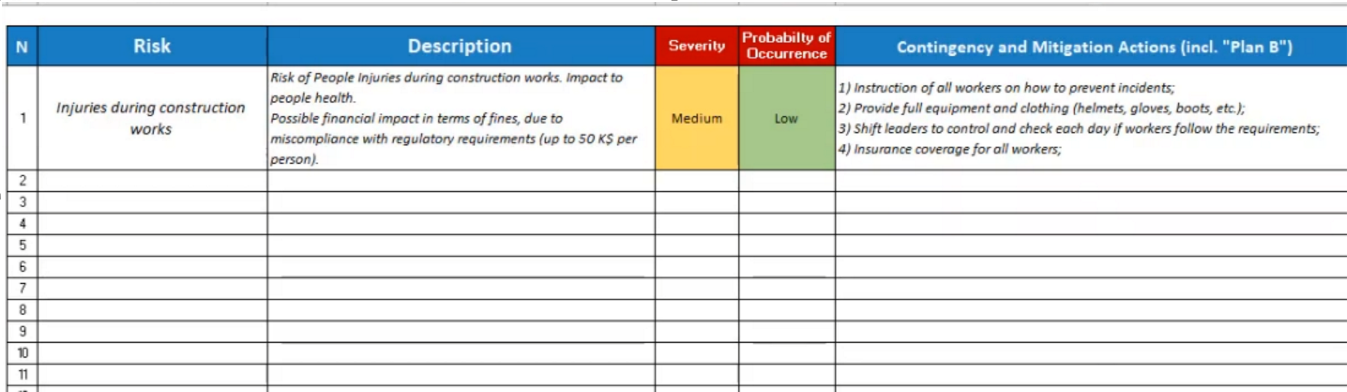 N Risk Description Severity Probabilty of Occurrence Contingency and Mitigation Actions (incl. "Plan B")
1
Injuries during construction
works
Risk of People Injuries during construction works. Impact to
people health.
Possible financial impact in terms of fines, due to
miscompliance with regulatory requirements (up to 50 K$ per
person).
Medium
Low
1) Instruction of all workers on how to prevent incidents;
2) Provide full equipment and clothing (helmets, gloves, boots, etc.);
3) Shift leaders to control and check each day if workers follow the requirements;
4) Insurance coverage for all workers;
2
3
4
5
6
7
8
9
10
11